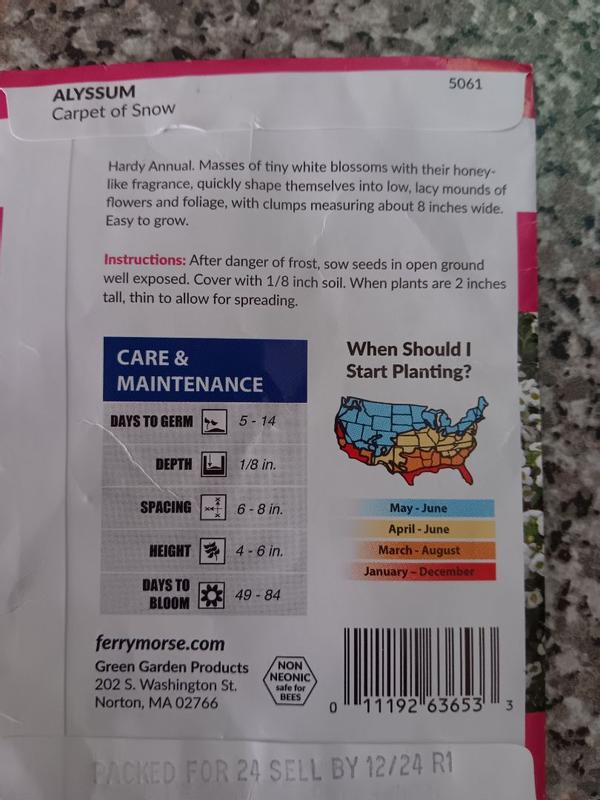 ALYSSUM
Carpet of Snow
5061
Hardy Annual. Masses of tiny white blossoms with their honey-
like fragrance, quickly shape themselves into low, lacy mounds of
flowers and foliage, with clumps measuring about 8 inches wide.
Easy to grow.
Instructions: After danger of frost, sow seeds in open ground
well exposed. Cover with 1/8 inch soil. When plants are 2 inches
tall, thin to allow for spreading.
CARE &
MAINTENANCE
DAYS TO GERM 5 - 14
DEPTH 1/8 in.
SPACING 6 - 8 in.
HEIGHT 4 - 6 in.
DAYS TO
BLOOM 49 - 84
When Should I
Start Planting?
May - June
April - June
March - August
January - December
ferrymorse.com
Green Garden Products
202 S. Washington St.
Norton, MA 02766
NON
NEONIC
safe for
BEES
0 11192 63653 3
PACKED FOR 24 SELL BY 12/24 R1